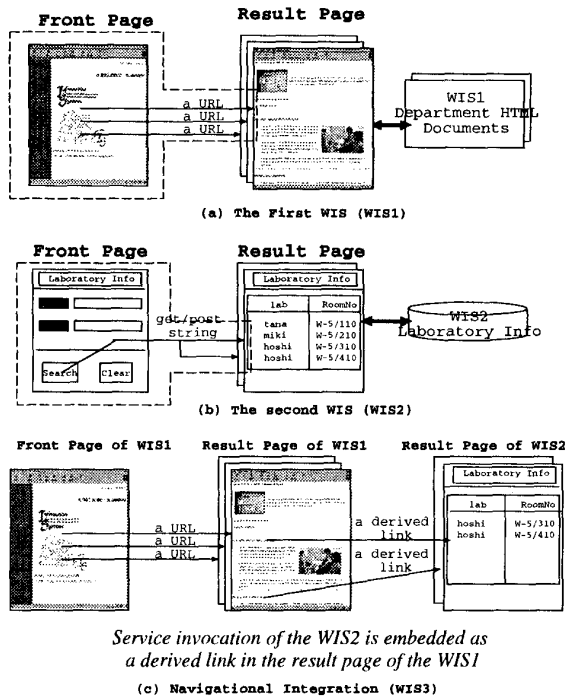 Front Page
Result Page
a URL
a URL
a URL
WIS1
Department HTML
Documents
(a) The First WIS (WIS1)
Front Page
Result Page
Laboratory Info
get/post
string
Search
Clear
Laboratory Info
lab RoomNo
tana W-5/110
miki W-5/210
hoshi W-5/310
hoshi W-5/410
WIS2
Laboratory Info
(b) The second WIS (WIS2)
Front Page of WIS1
Result Page of WIS1
Result Page of WIS2
a URL
a URL
a URL
a derived
link
a derived
link
Laboratory Info
lab RoomNo
hoshi W-5/310
hoshi W-5/410
Service invocation of the WIS2 is embedded as
a derived link in the result page of the WIS1
(c) Navigational Integration (WIS3)